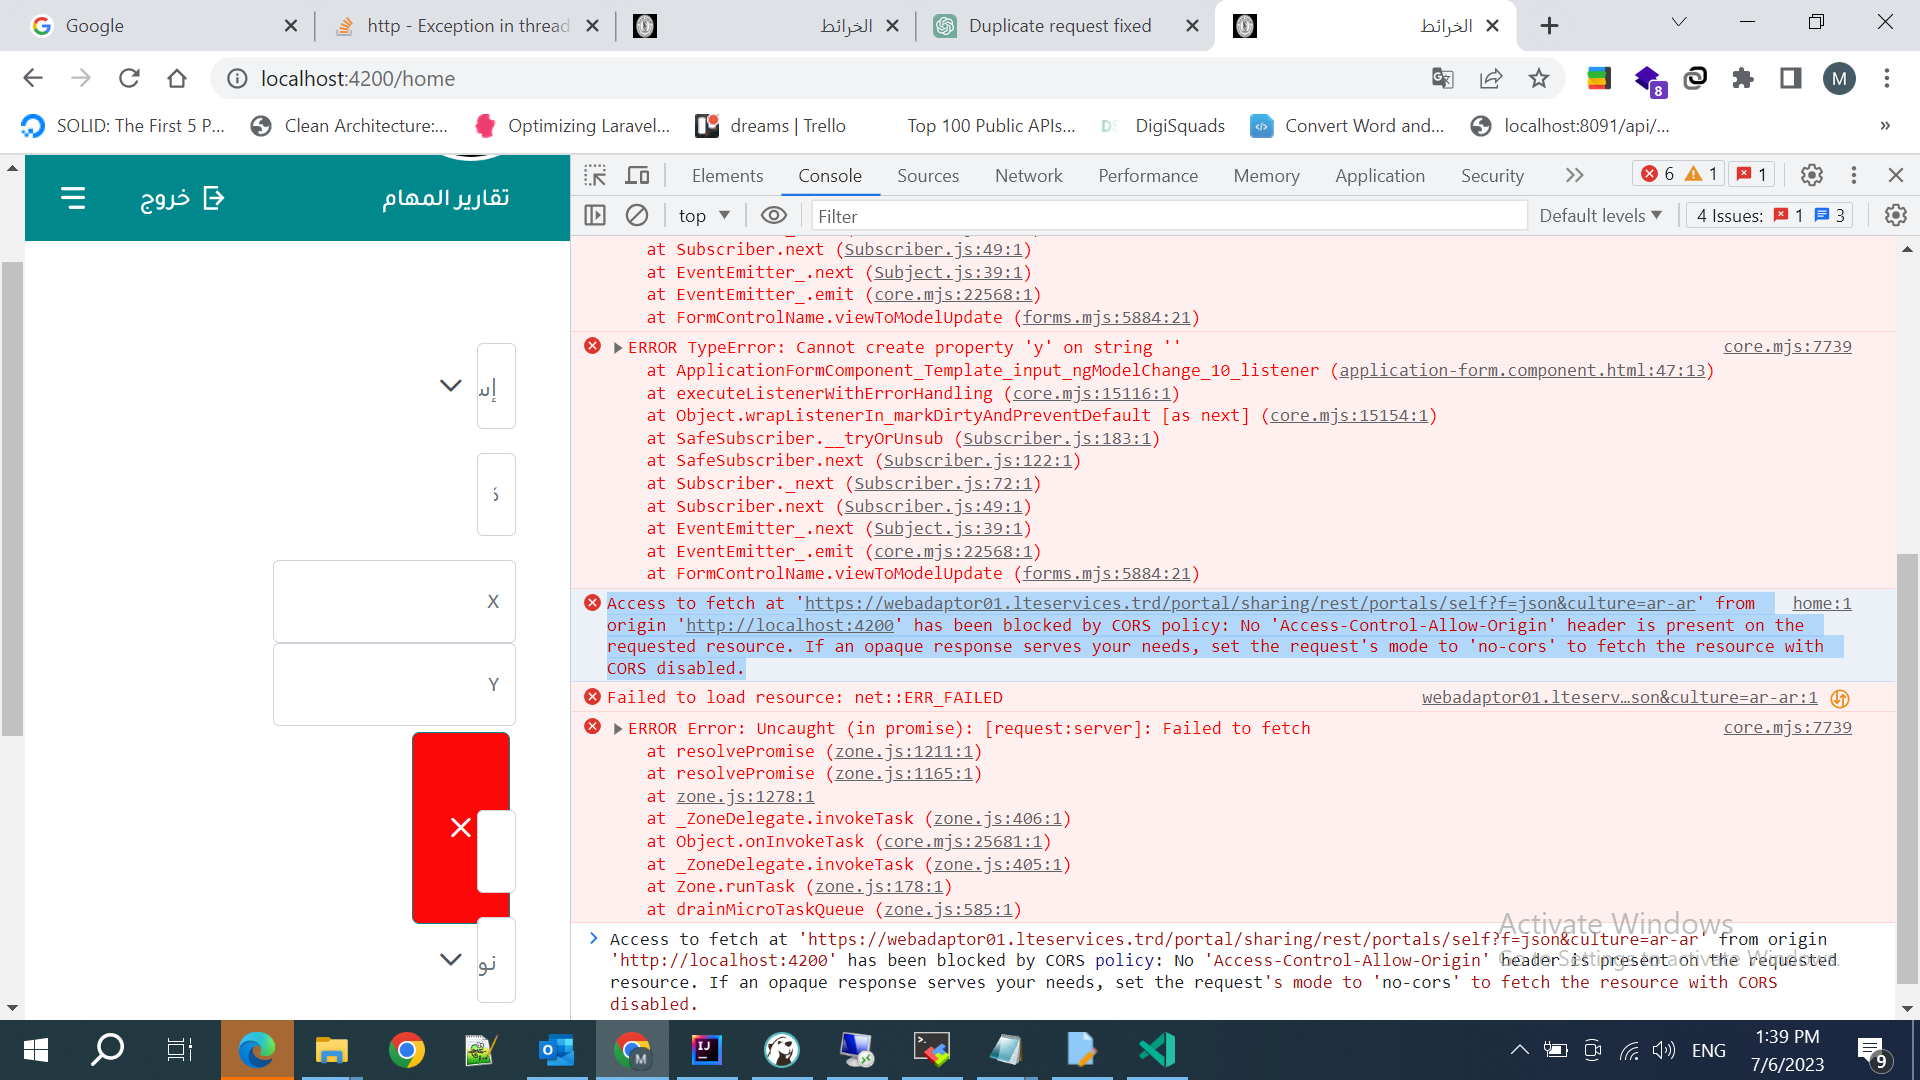 Google
http - Exception in thread
الخرائط
Duplicate request fixed
الخرائط
localhost:4200/home
M
8
SOLID: The First 5 P...
Clean Architecture:...
Optimizing Laravel...
dreams | Trello
Top 100 Public APIs...
DigiSquads
Convert Word and...
localhost:8091/api/...
»
تقارير المهام
خروج
X
Y
نو
Elements
Console
Sources
Network
Performance
Memory
Application
Security
6
1
1
top
Filter
Default levels
4 Issues: 1 3
at Subscriber.next (Subscriber.js:49:1)
at EventEmitter_.next (Subject.js:39:1)
at EventEmitter_.emit (core.mjs:22568:1)
at FormControlName.viewToModelUpdate (forms.mjs:5884:21)
ERROR TypeError: Cannot create property 'y' on string '' core.mjs:7739
at ApplicationFormComponent_Template_input_ngModelChange_10_listener (application-form.component.html:47:13)
at executeListenerWithErrorHandling (core.mjs:15116:1)
at Object.wrapListenerIn_markDirtyAndPreventDefault [as next] (core.mjs:15154:1)
at SafeSubscriber.__tryOrUnsub (Subscriber.js:183:1)
at SafeSubscriber.next (Subscriber.js:122:1)
at Subscriber._next (Subscriber.js:72:1)
at Subscriber.next (Subscriber.js:49:1)
at EventEmitter_.next (Subject.js:39:1)
at EventEmitter_.emit (core.mjs:22568:1)
at FormControlName.viewToModelUpdate (forms.mjs:5884:21)
Access to fetch at 'https://webadaptor01.lteservices.trd/portal/sharing/rest/portals/self?f=json&culture=ar-ar' from home:1
origin 'http://localhost:4200' has been blocked by CORS policy: No 'Access-Control-Allow-Origin' header is present on the
requested resource. If an opaque response serves your needs, set the request's mode to 'no-cors' to fetch the resource with
CORS disabled.
Failed to load resource: net::ERR_FAILED webadaptor01.lteserv…son&culture=ar-ar:1
ERROR Error: Uncaught (in promise): [request:server]: Failed to fetch core.mjs:7739
at resolvePromise (zone.js:1211:1)
at resolvePromise (zone.js:1165:1)
at zone.js:1278:1
at _ZoneDelegate.invokeTask (zone.js:406:1)
at Object.onInvokeTask (core.mjs:25681:1)
at _ZoneDelegate.invokeTask (zone.js:405:1)
at Zone.runTask (zone.js:178:1)
at drainMicroTaskQueue (zone.js:585:1)
Access to fetch at 'https://webadaptor01.lteservices.trd/portal/sharing/rest/portals/self?f=json&culture=ar-ar' from origin
'http://localhost:4200' has been blocked by CORS policy: No 'Access-Control-Allow-Origin' header is present on the requested
resource. If an opaque response serves your needs, set the request's mode to 'no-cors' to fetch the resource with CORS
disabled.
Activate Windows
Go to Settings to activate Windows.
ENG
1:39 PM
7/6/2023
9